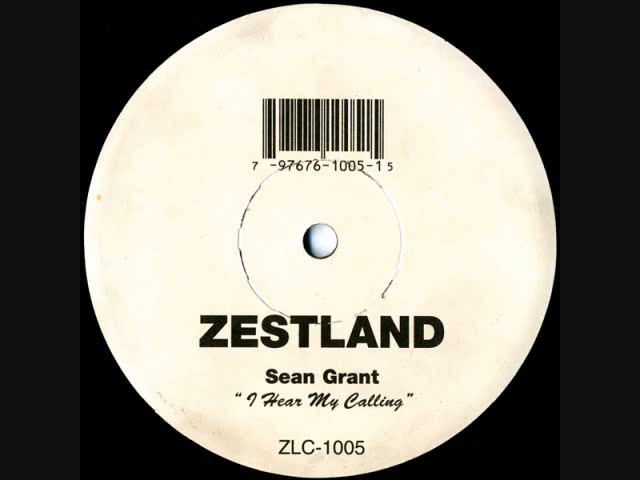 7 -97676-1005-1 5
ZESTLAND
Sean Grant
“I Hear My Calling”
ZLC-1005